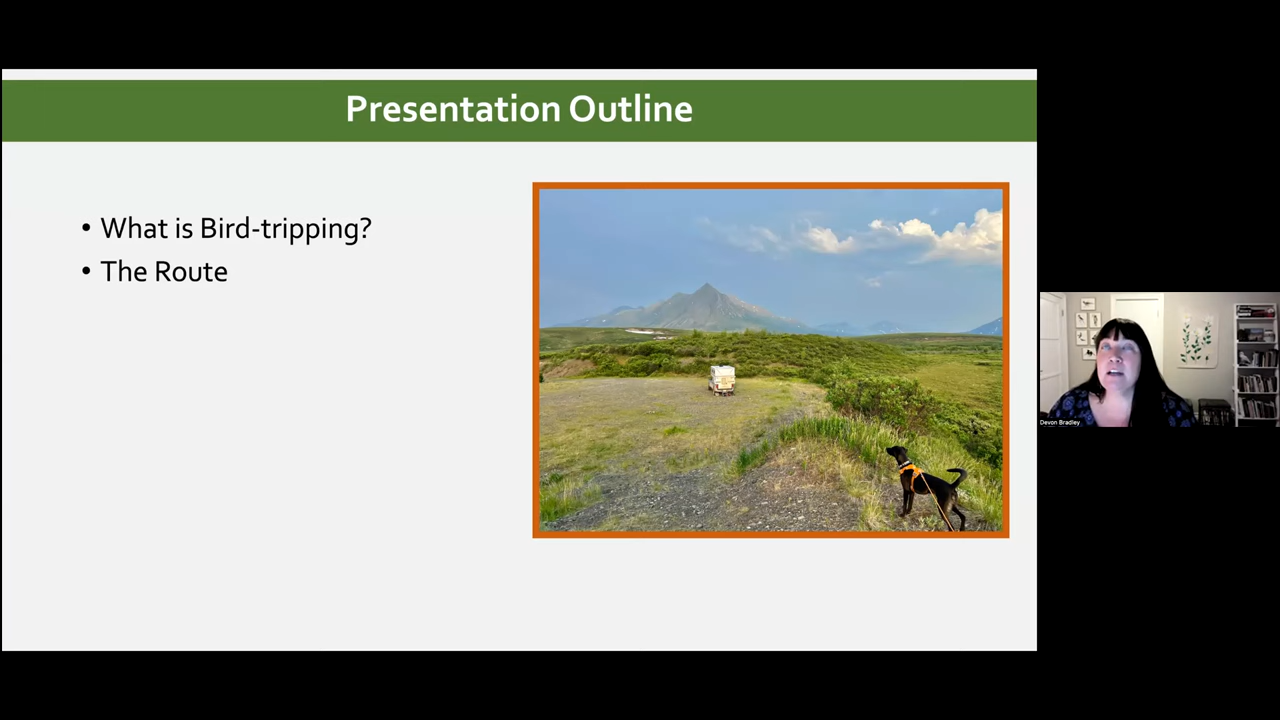 Presentation Outline
• What is Bird-tripping?
• The Route
Devon Bradley